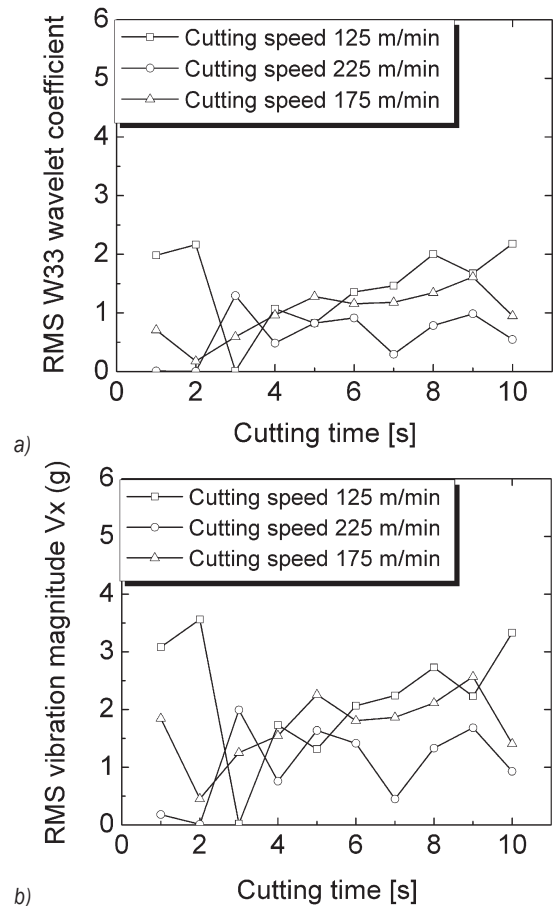 6
Cutting speed 125 m/min
Cutting speed 225 m/min
Cutting speed 175 m/min
4
3
2
1
0
0 2 4 6 8 10
RMS W33 wavelet coefficient
Cutting time [s]
a)
6
Cutting speed 125 m/min
5
Cutting speed 225 m/min
Cutting speed 175 m/min
4
3
2
1
0
0 2 4 6 8 10
RMS vibration magnitude Vx (g)
Cutting time [s]
b)